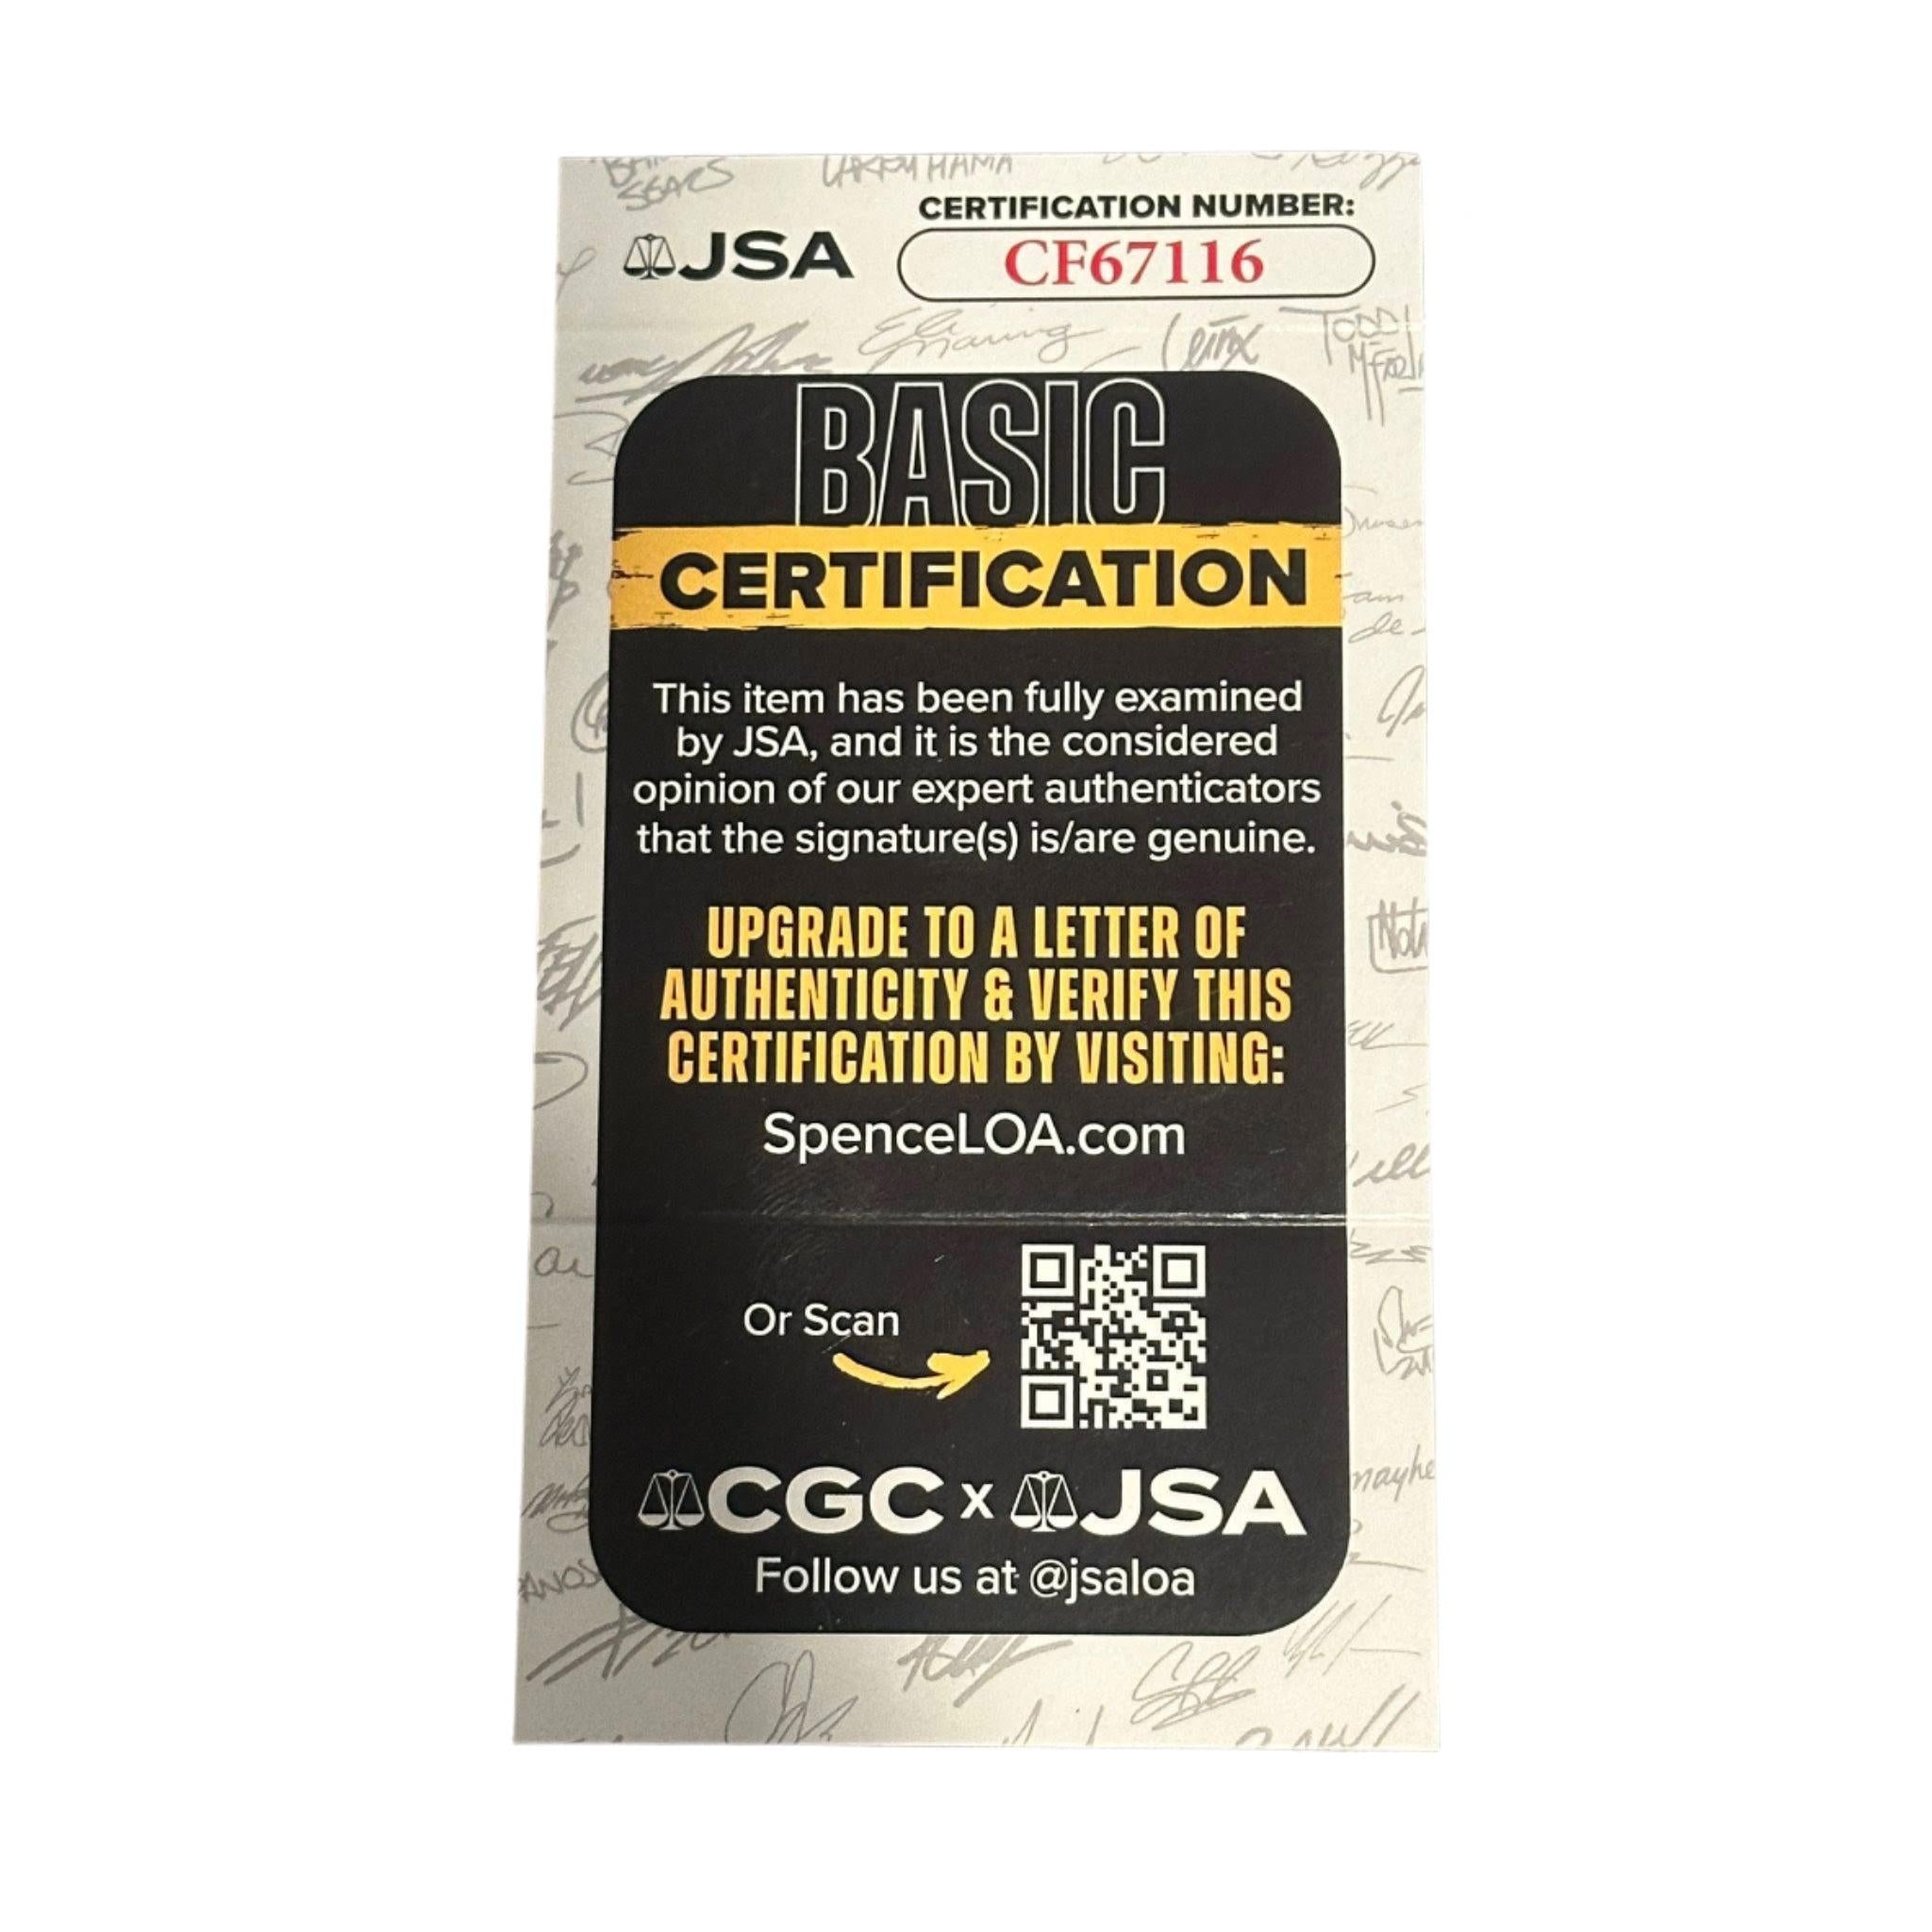 CERTIFICATION NUMBER:
JSA
CF67116
BASIC
CERTIFICATION
This item has been fully examined
by JSA, and it is the considered
opinion of our expert authenticators
that the signature(s) is/are genuine.
UPGRADE TO A LETTER OF
AUTHENTICITY & VERIFY THIS
CERTIFICATION BY VISITING:
SpenceLOA.com
Or Scan
CGC x JSA
Follow us at @jsaloa